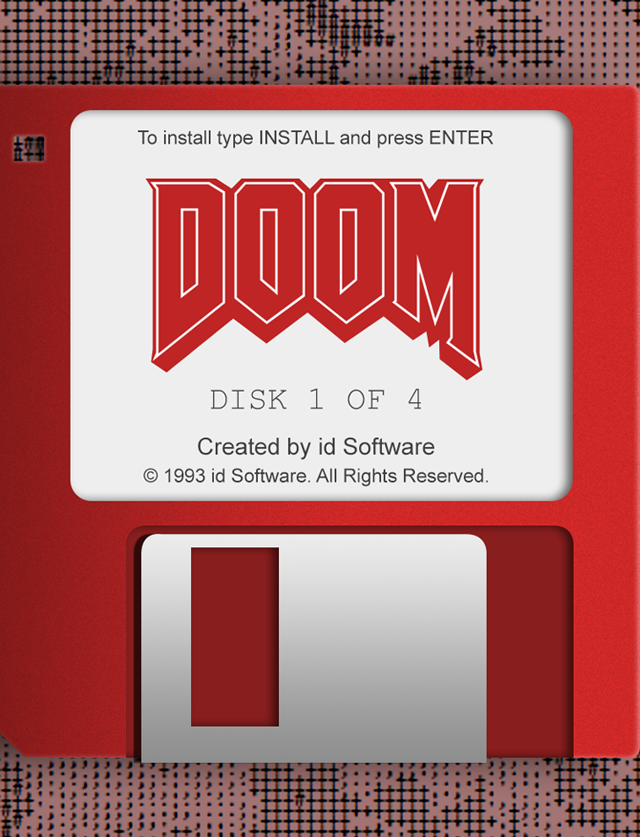 To install type INSTALL and press ENTER
DOOM
DISK 1 OF 4
Created by id Software
© 1993 id Software. All Rights Reserved.